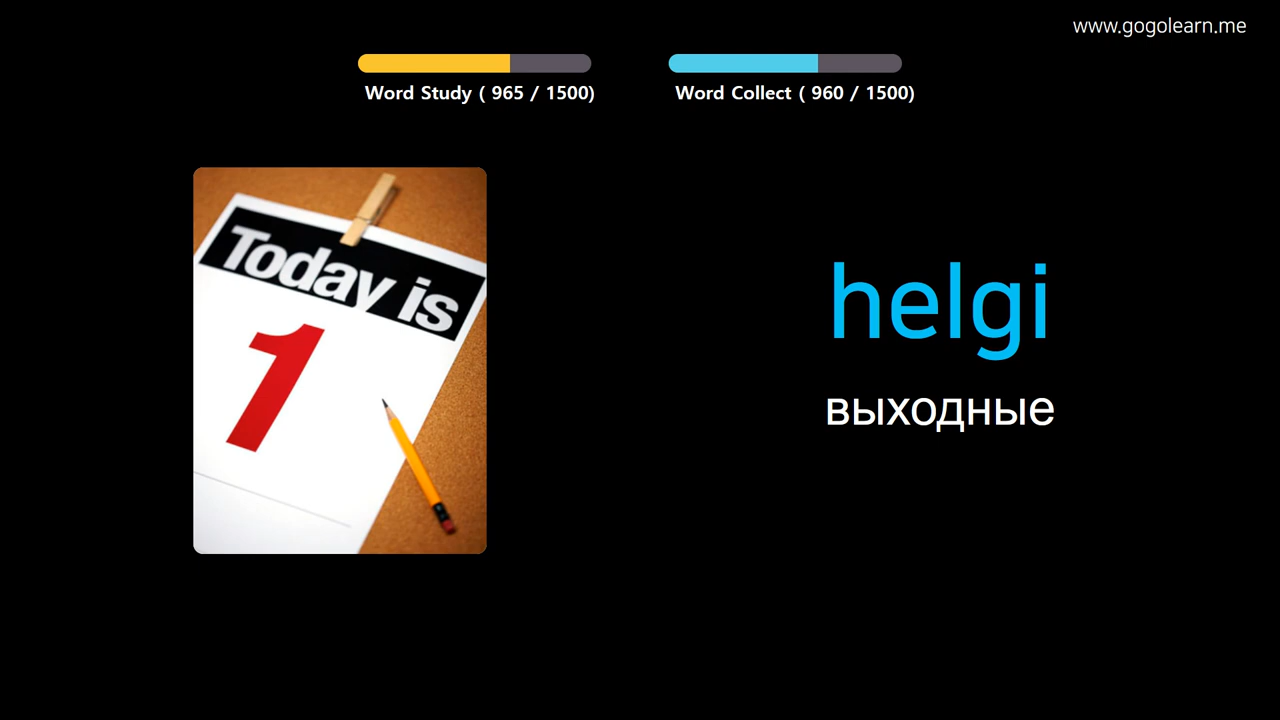 www.gogolearn.me
Word Study ( 965 / 1500)
Word Collect ( 960 / 1500)
Today is
1
helgi
выходные